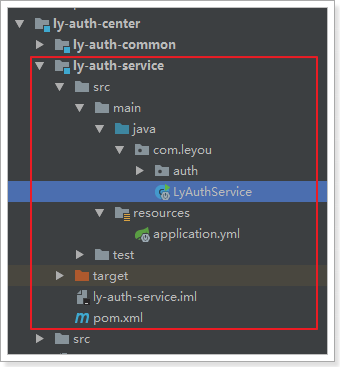 ly-auth-center
ly-auth-common
ly-auth-service
src
main
java
com.leyou
auth
LyAuthService
resources
application.yml
test
target
ly-auth-service.iml
pom.xml
src